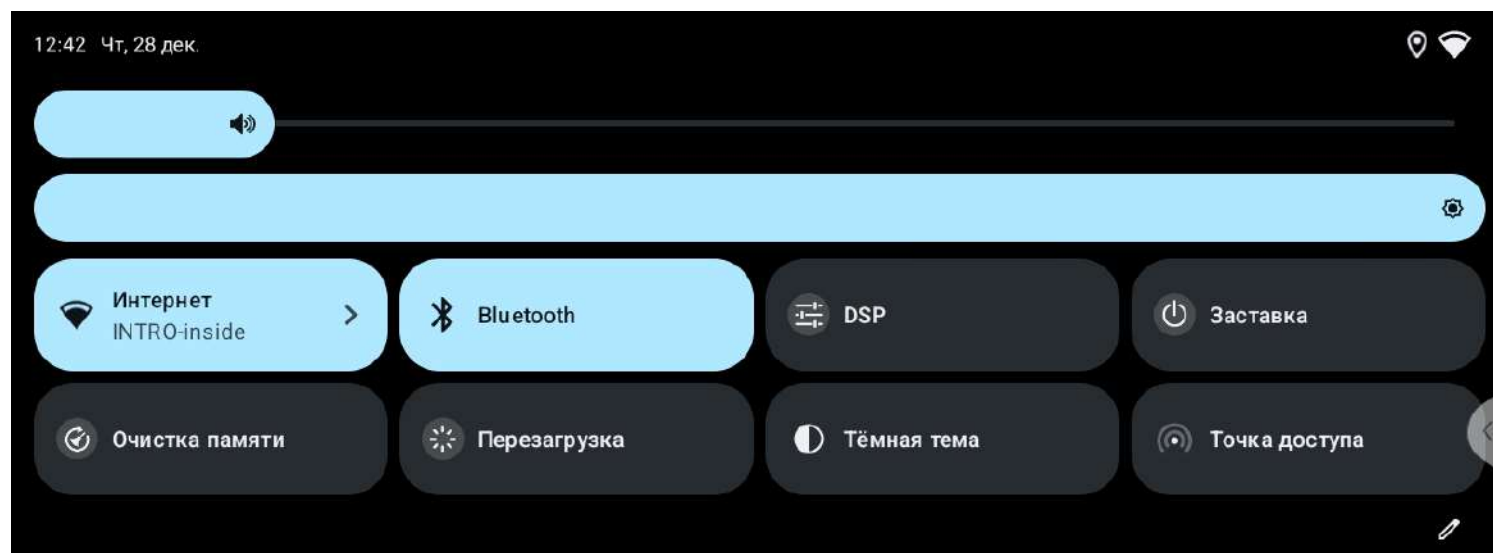 12:42 Чт, 28 дек.
Интернет
INTRO-inside
Bluetooth
DSP
Заставка
Очистка памяти
Перезагрузка
Тёмная тема
Точка доступа